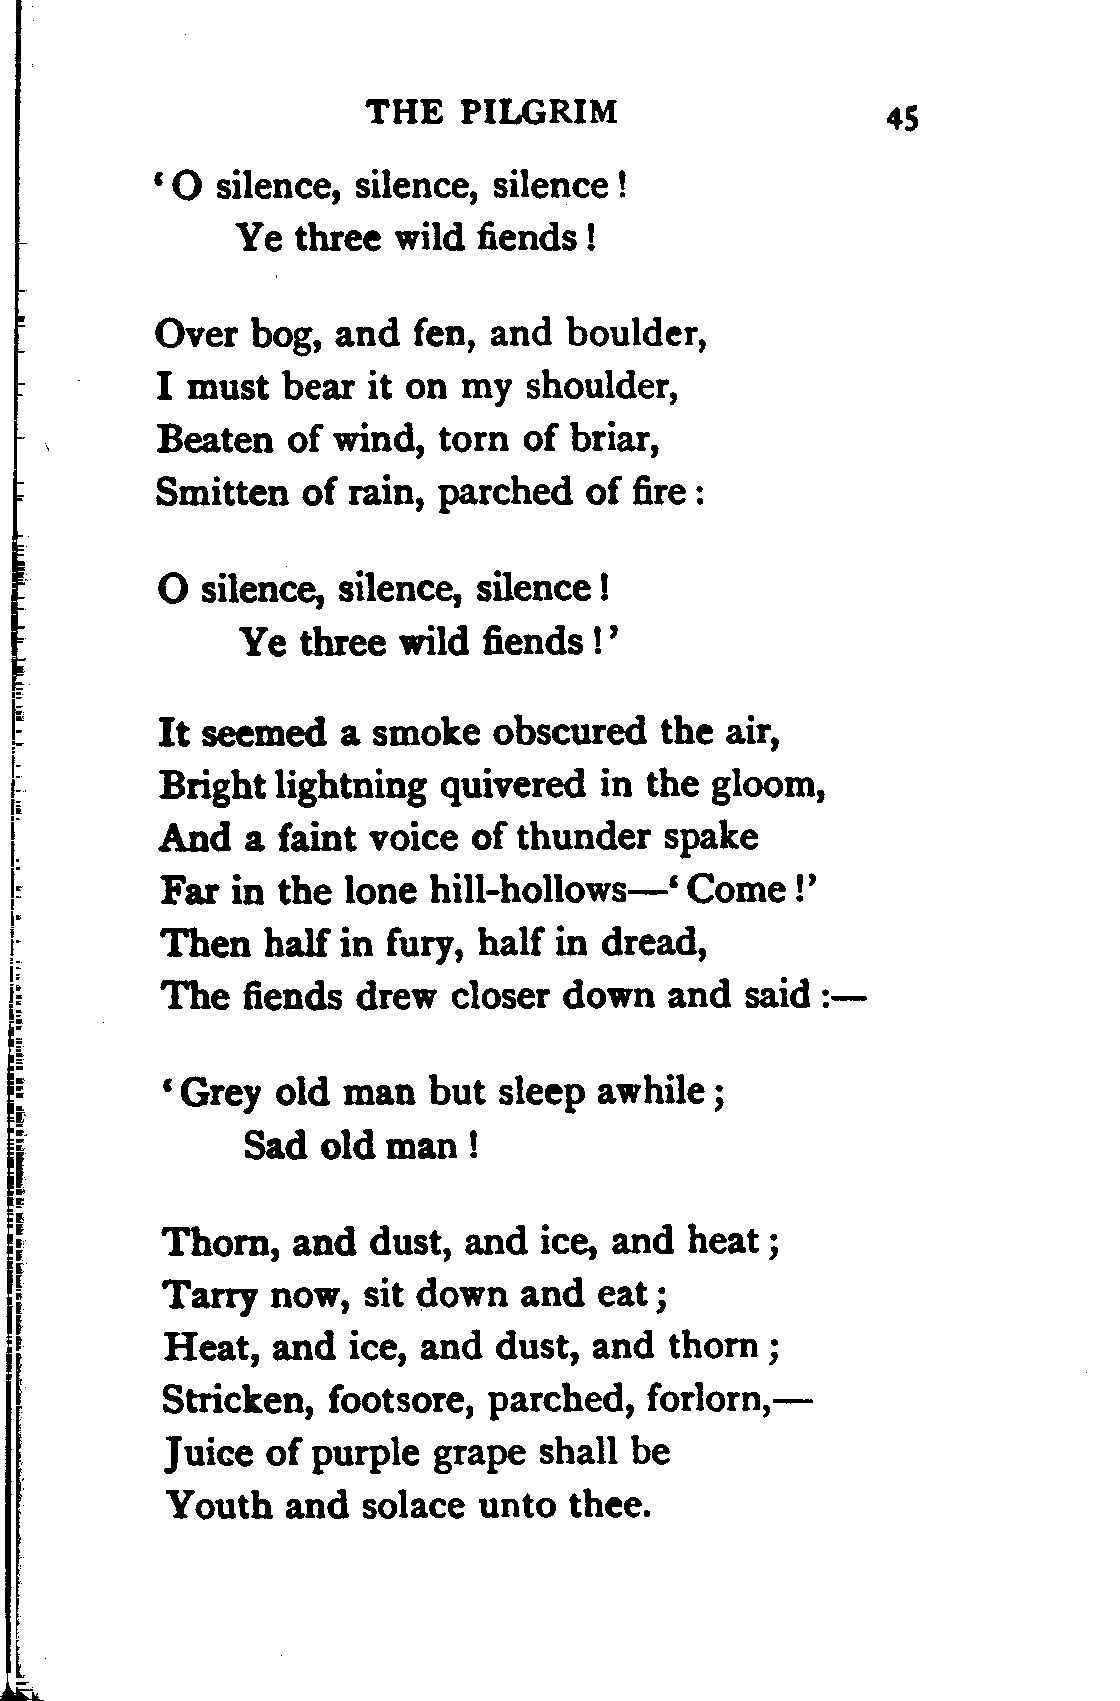 THE PILGRIM 45
‘ O silence, silence, silence !
Ye three wild fiends !
Over bog, and fen, and boulder,
I must bear it on my shoulder,
Beaten of wind, torn of briar,
Smitten of rain, parched of fire :
O silence, silence, silence !
Ye three wild fiends !’
It seemed a smoke obscured the air,
Bright lightning quivered in the gloom,
And a faint voice of thunder spake
Far in the lone hill-hollows—‘ Come !’
Then half in fury, half in dread,
The fiends drew closer down and said :—
‘ Grey old man but sleep awhile ;
Sad old man !
Thorn, and dust, and ice, and heat ;
Tarry now, sit down and eat ;
Heat, and ice, and dust, and thorn ;
Stricken, footsore, parched, forlorn,—
Juice of purple grape shall be
Youth and solace unto thee.